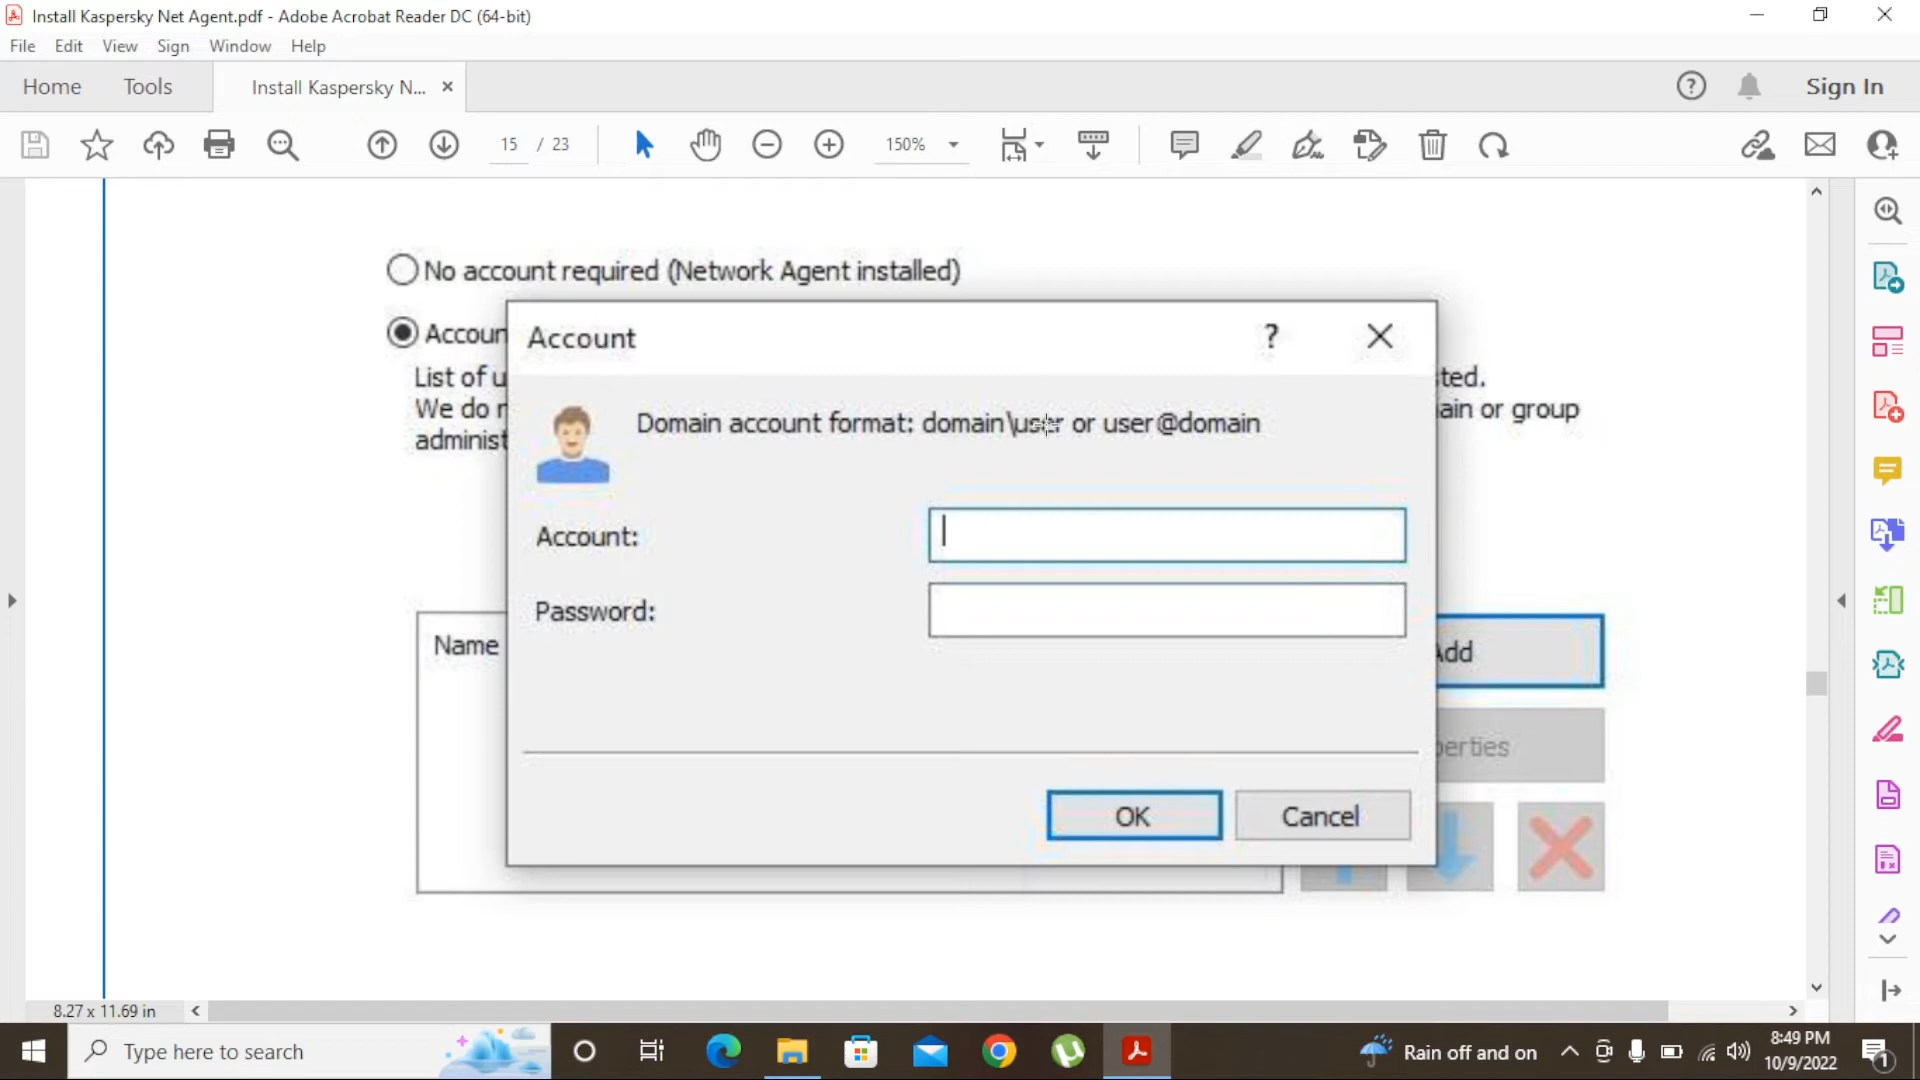 Install Kaspersky Net Agent.pdf - Adobe Acrobat Reader DC (64-bit)
File Edit View Sign Window Help
Home Tools Install Kaspersky N... Sign In
15 / 23 150%
No account required (Network Agent installed)
Accoun
Account
List of u
ted.
We do
ain or group
administ
Domain account format: domain\user or user@domain
Account:
Password:
Name
Add
perties
OK Cancel
8.27 x 11.69 in
Type here to search
Rain off and on
8:49 PM
10/9/2022
1